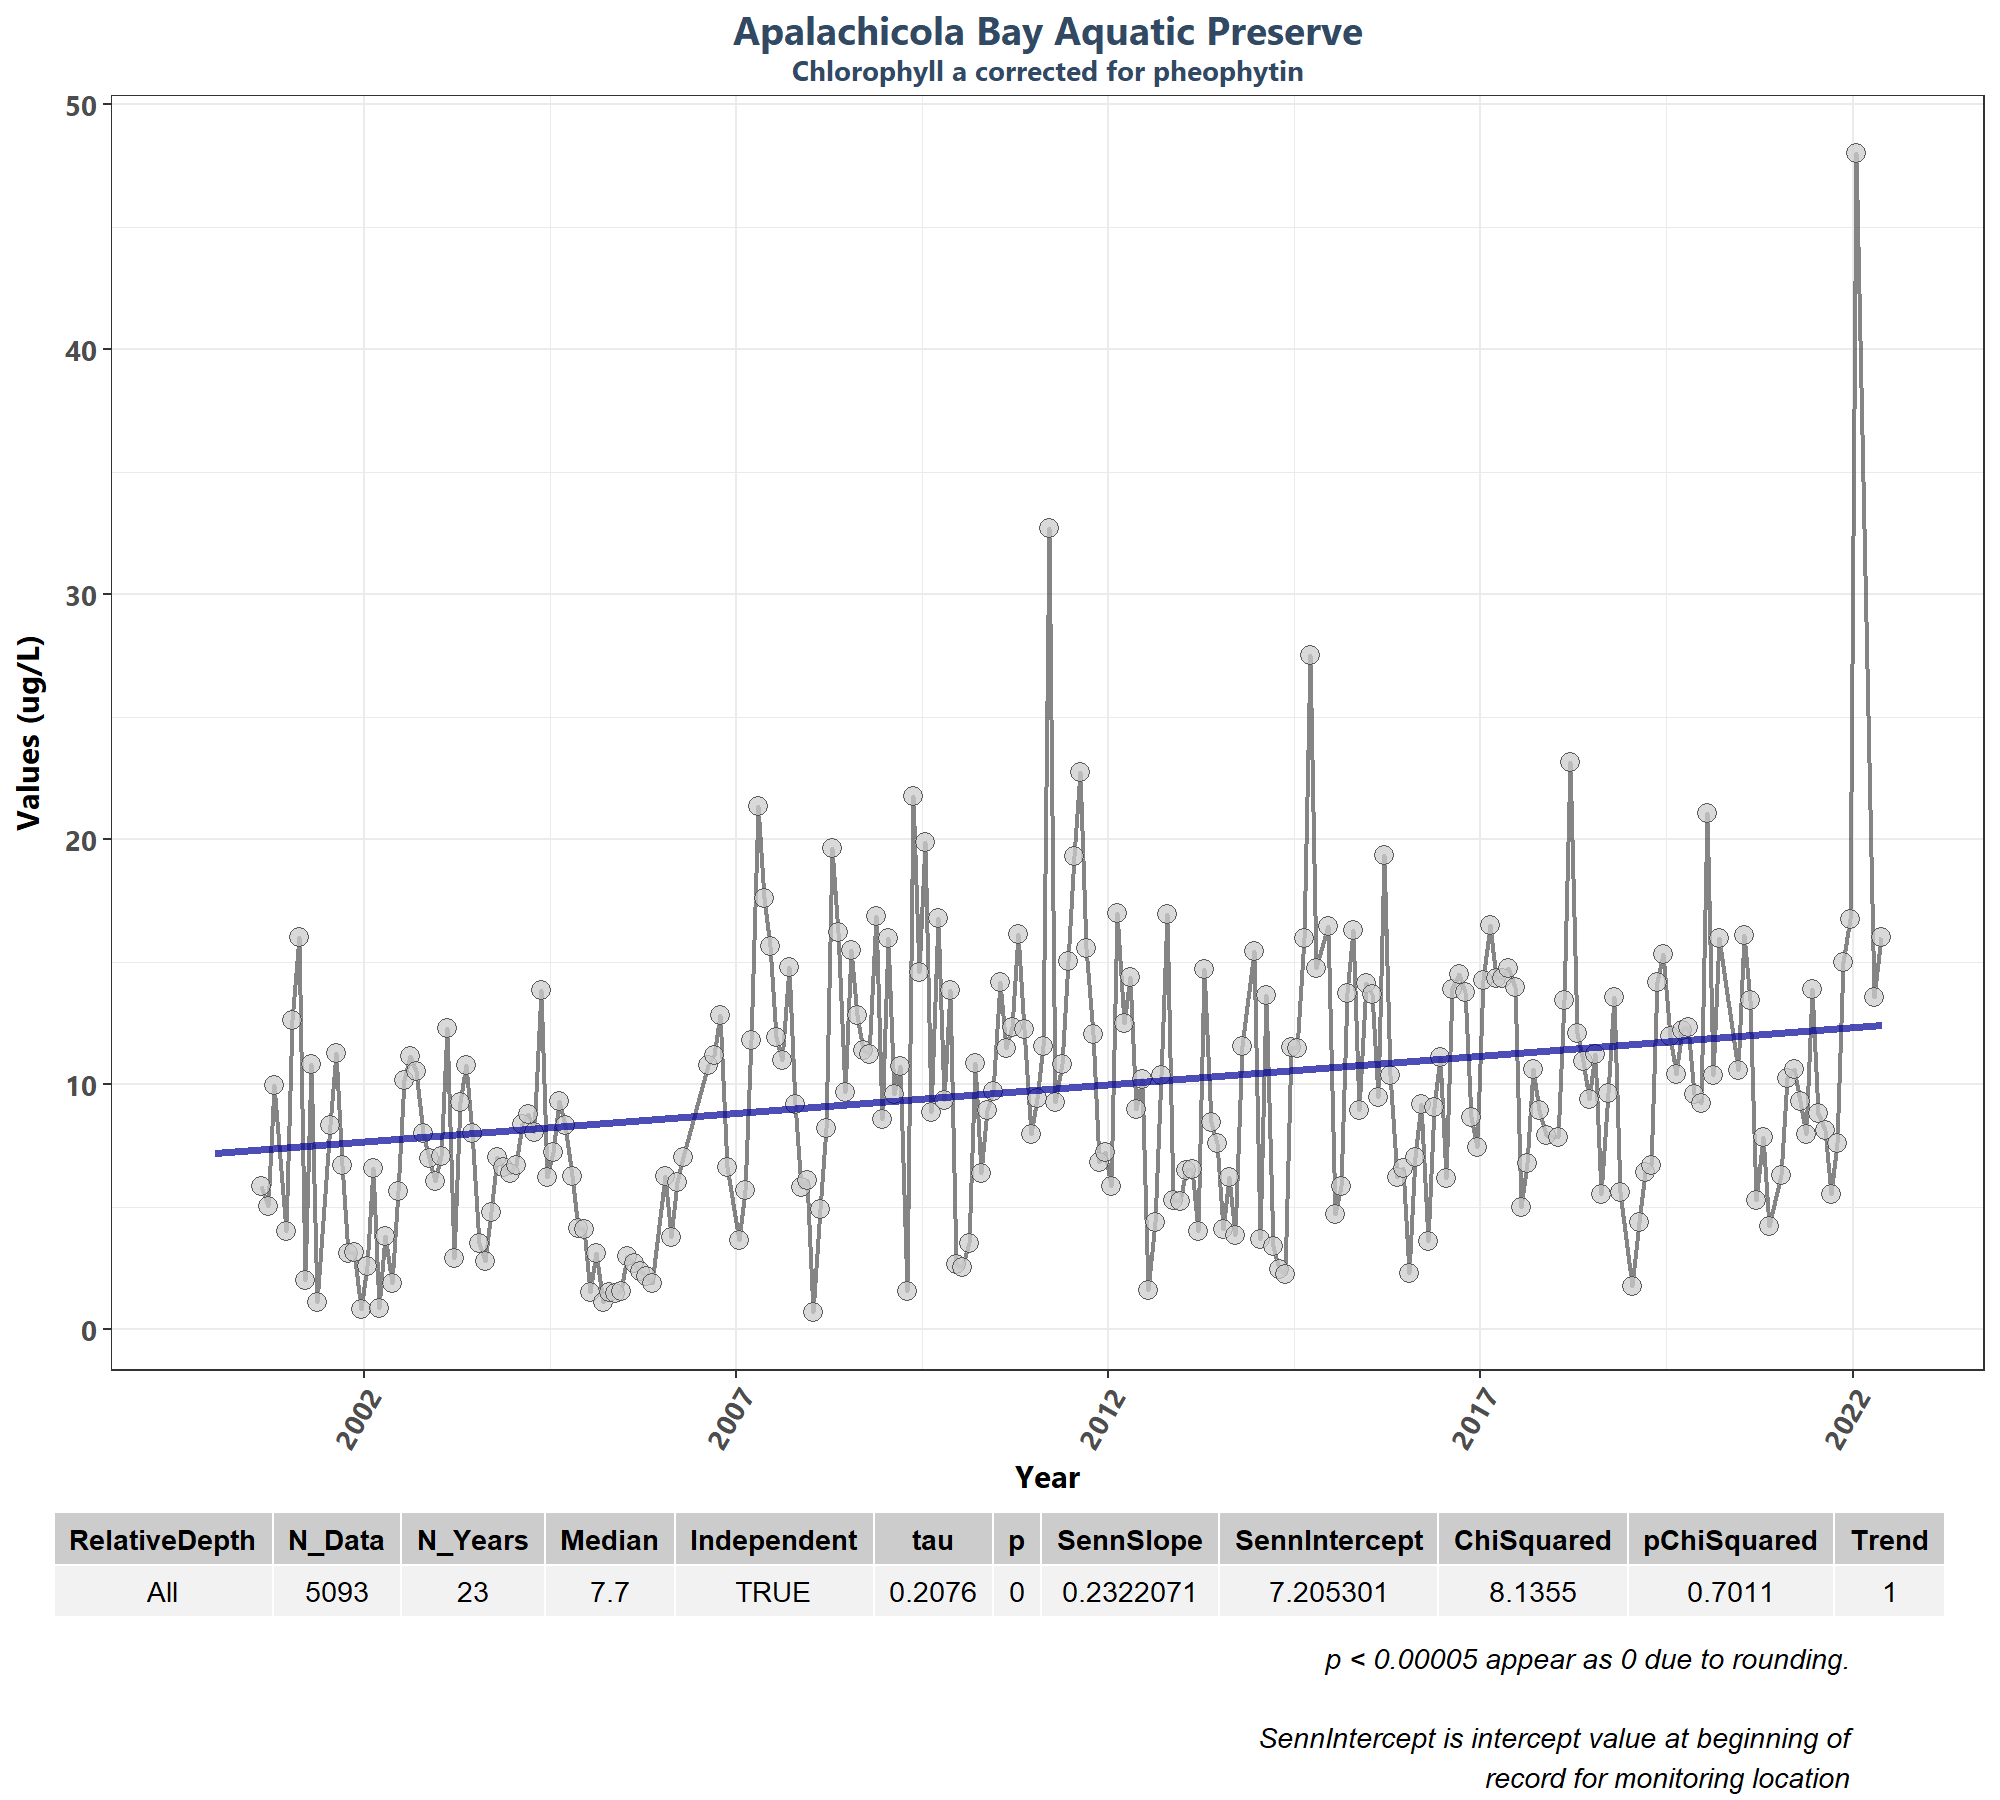 Apalachicola Bay Aquatic Preserve
Chlorophyll a corrected for pheophytin
Values (ug/L)
50
40
30
20
10
0
2002 2007 2012 2017 2022
Year
RelativeDepth N_Data N_Years Median Independent tau p SennSlope SennIntercept ChiSquared pChiSquared Trend
All 5093 23 7.7 TRUE 0.2076 0 0.2322071 7.205301 8.1355 0.7011 1
p < 0.00005 appear as 0 due to rounding.
SennIntercept is intercept value at beginning of
record for monitoring location